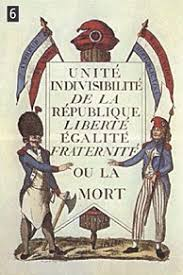 6
UNITÉ
INDIVISIBILITÉ
DE LA
RÉPUBLIQUE
LIBERTÉ
ÉGALITÉ
FRATERNITÉ
OU LA
MORT